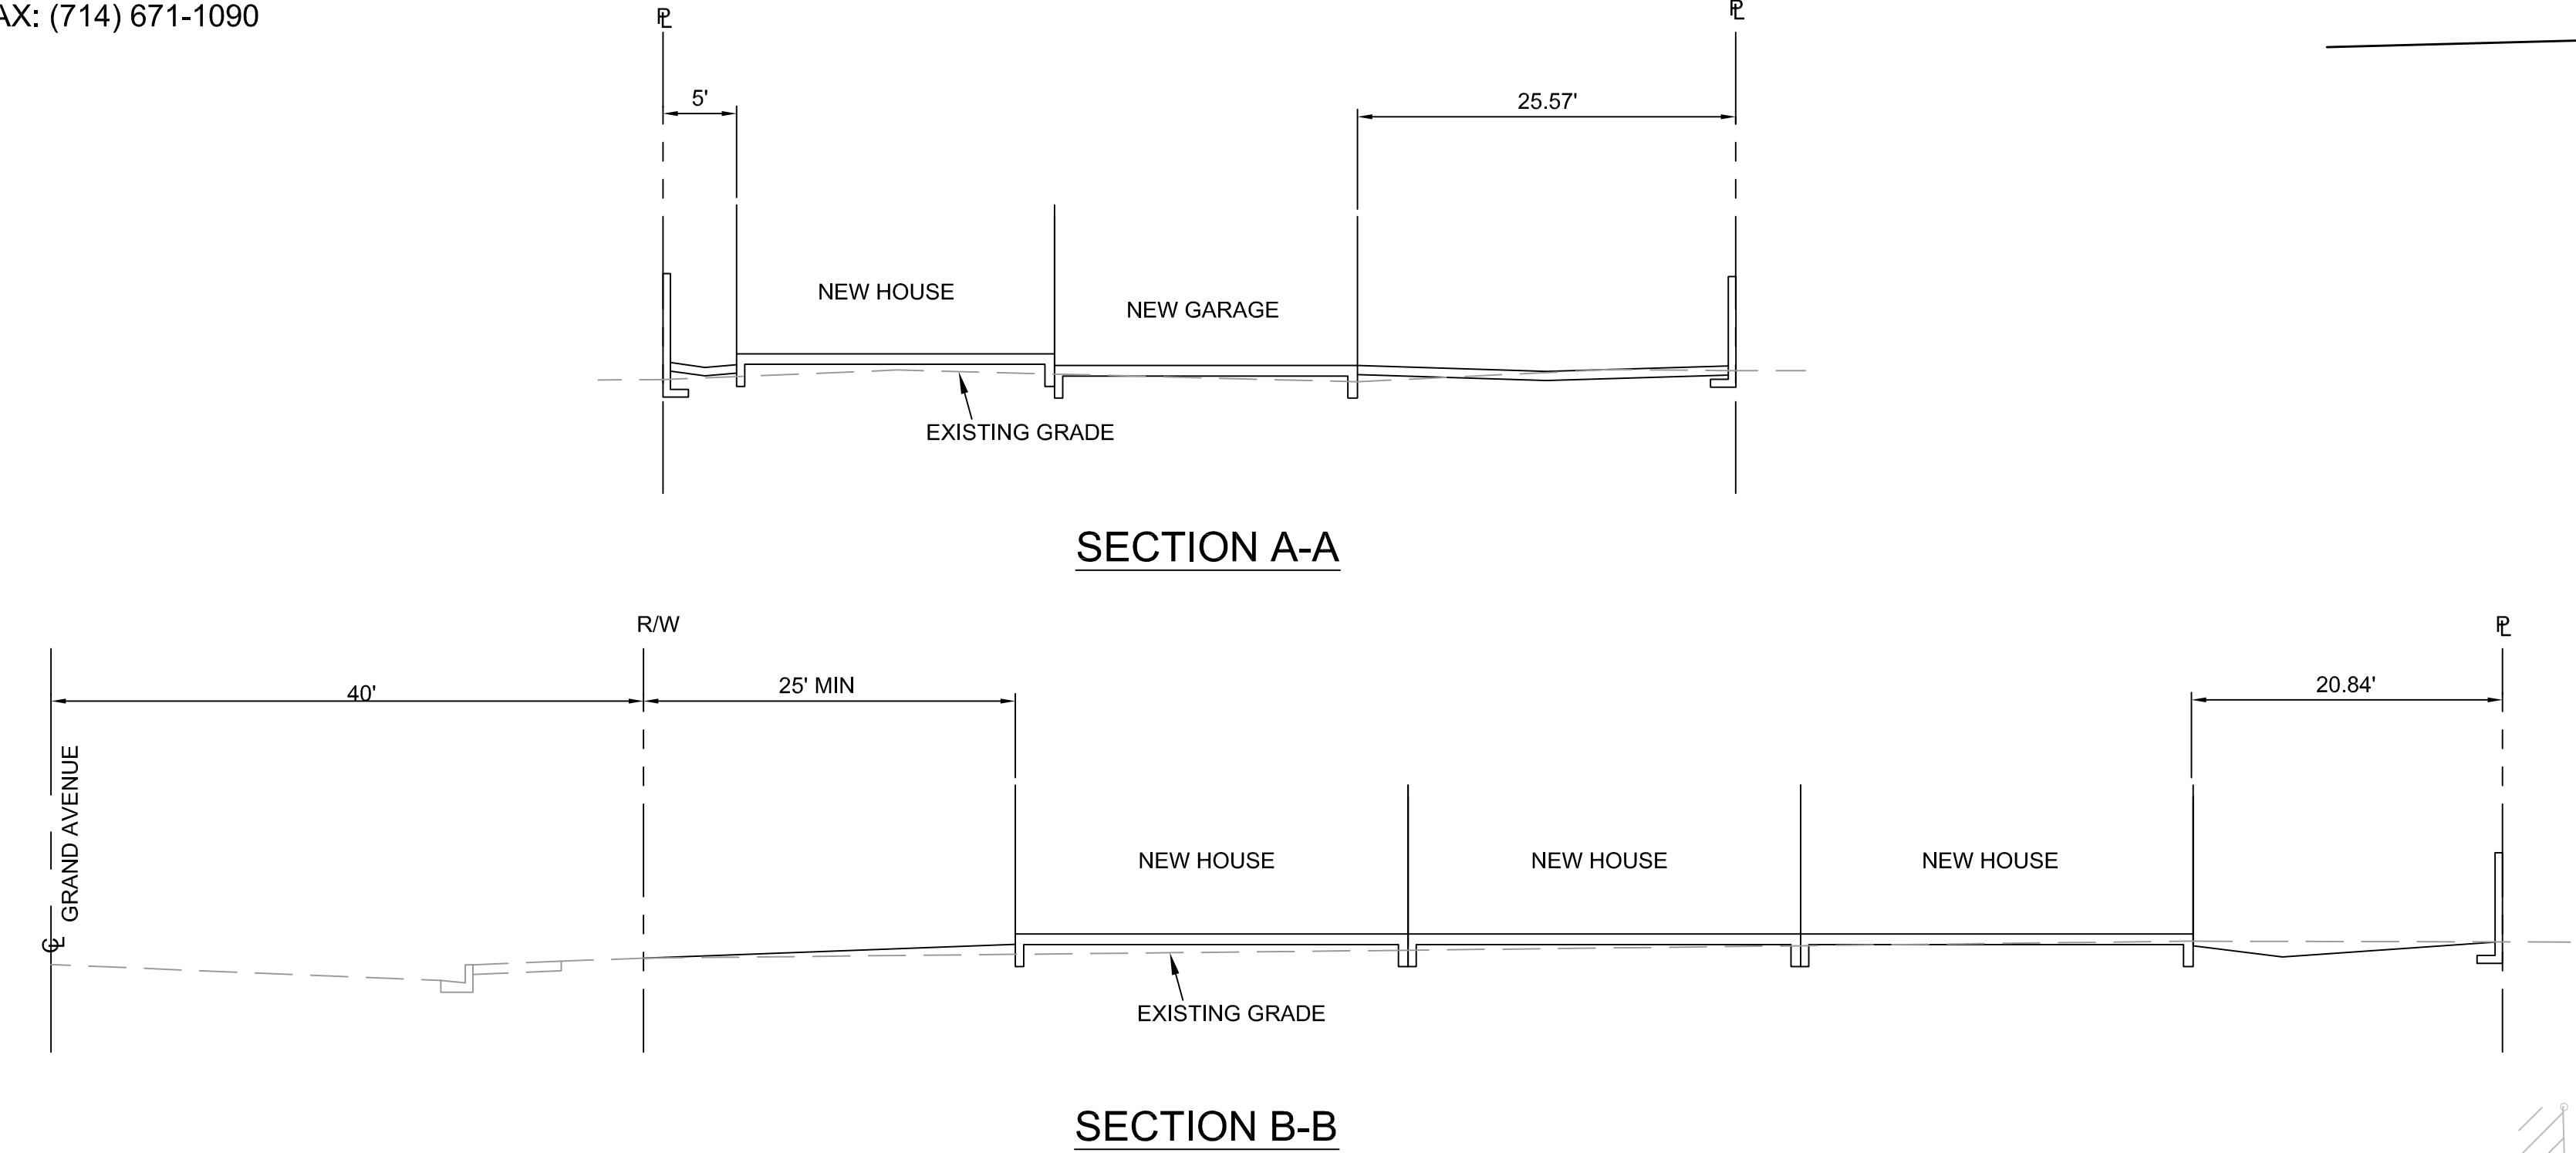 AX: (714) 671-1090
PL
PL
5'
25.57'
NEW HOUSE
NEW GARAGE
EXISTING GRADE
SECTION A-A
R/W
PL
40'
25' MIN
20.84'
GRAND AVENUE
CL
NEW HOUSE
NEW HOUSE
NEW HOUSE
EXISTING GRADE
SECTION B-B